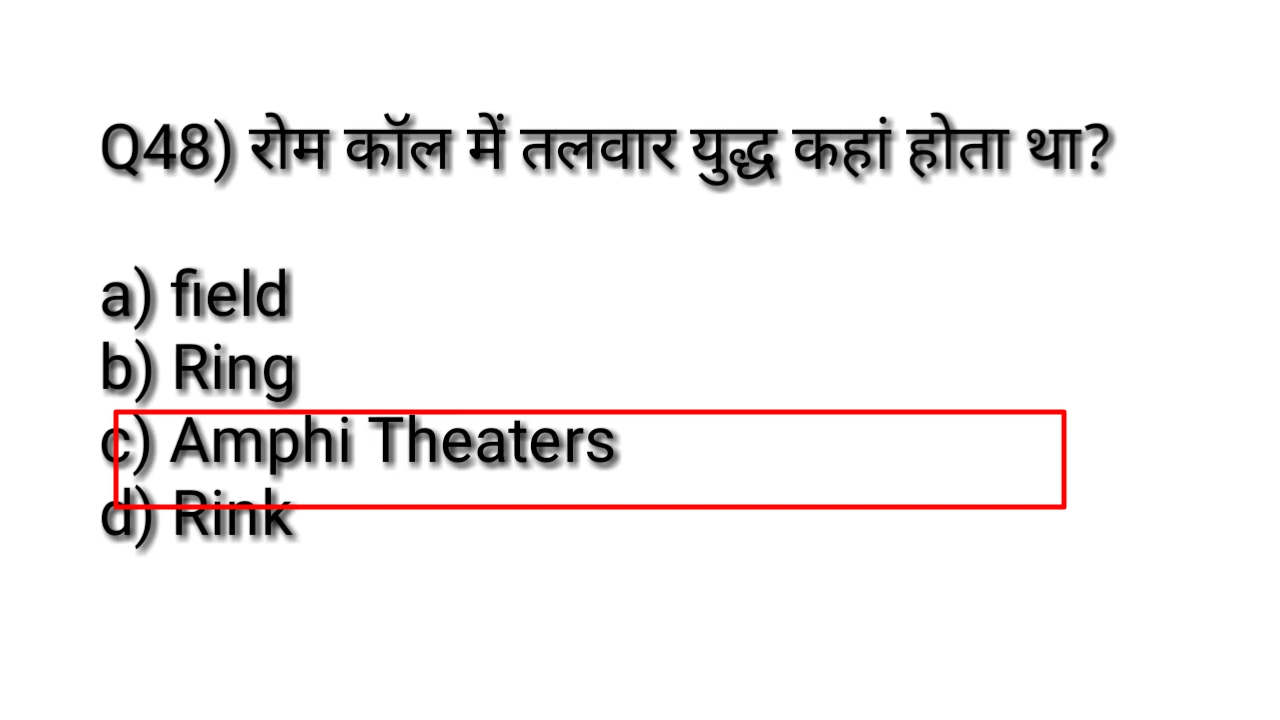 Q48) रोम कॉल में तलवार युद्ध कहां होता था?
a) field
b) Ring
c) Amphi Theaters
d) Rink